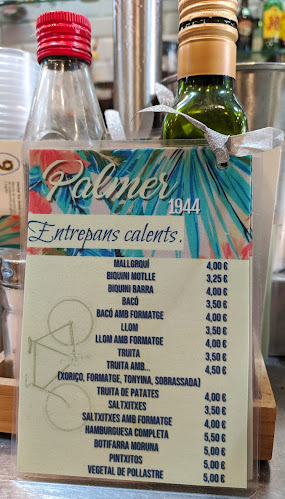 Palmer
1944
Entrepans calents.
MALLGRQUÍ 4,00 €
BIQUINI MOTLLE 3,25 €
BIQUINI BARRA 4,00 €
BACÓ 3,50 €
BACÓ AMB FORMATGE 4,00 €
LLOM 3,50 €
LLOM AMB FORMATGE 4,00 €
TRUITA 3,50 €
TRUITA AMB... 4,50 €
(XORIÇO, FORMATGE, TONYINA, SOBRASSADA)
TRUITA DE PATATES 4,00 €
SALTXITXES 3,50 €
SALTXITXES AMB FORMATGE 4,00 €
HAMBURGUESA COMPLETA 5,50 €
BOTIFARRA MORUNA 5,00 €
PINTXITOS 5,00 €
VEGETAL DE POLLASTRE 5,00 €